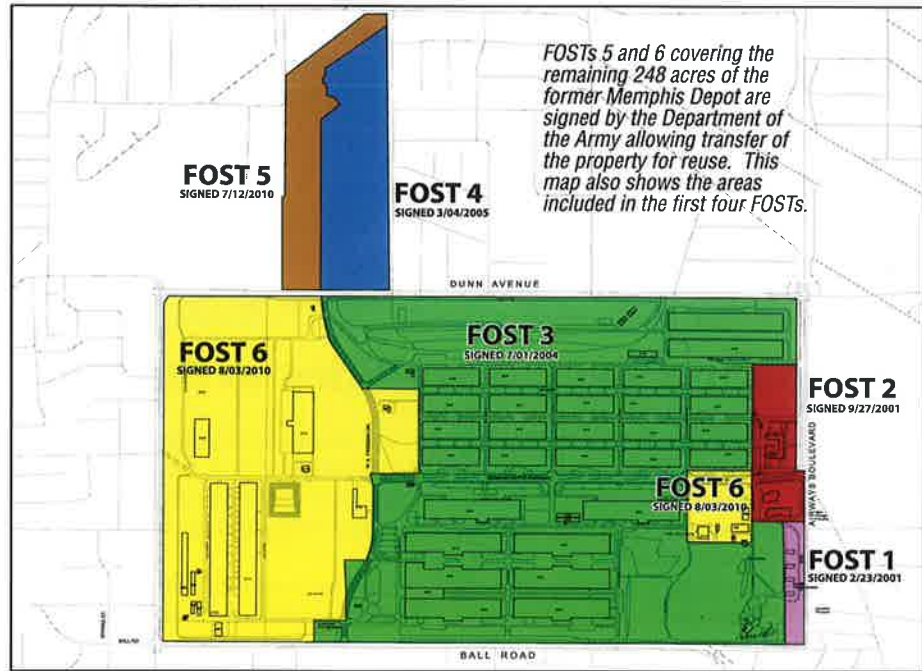 FOSTs 5 and 6 covering the
remaining 248 acres of the
former Memphis Depot are
signed by the Department of
the Army allowing transfer of
the property for reuse. This
map also shows the areas
included in the first four FOSTs.
FOST 5
SIGNED 7/12/2010
FOST 4
SIGNED 3/04/2005
DUNN AVENUE
FOST 6
SIGNED 8/03/2010
FOST 3
SIGNED 7/01/2004
FOST 2
SIGNED 9/27/2001
AIRWAYS BOULEVARD
FOST 6
SIGNED 8/03/2010
FOST 1
SIGNED 2/23/2001
BALL RD
BALL ROAD